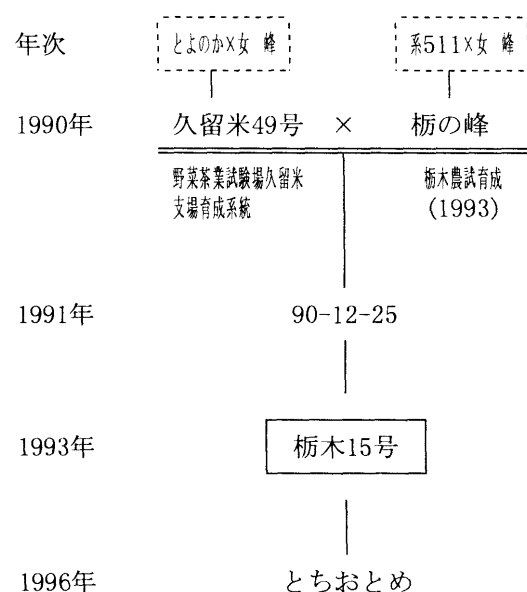 年次 とよのか×女 峰 系511×女 峰
1990年 久留米49号 × 栃の峰
野菜茶業試験場久留米 栃木農試育成
支場育成系統 (1993)
1991年 90-12-25
1993年 栃木15号
1996年 とちおとめ